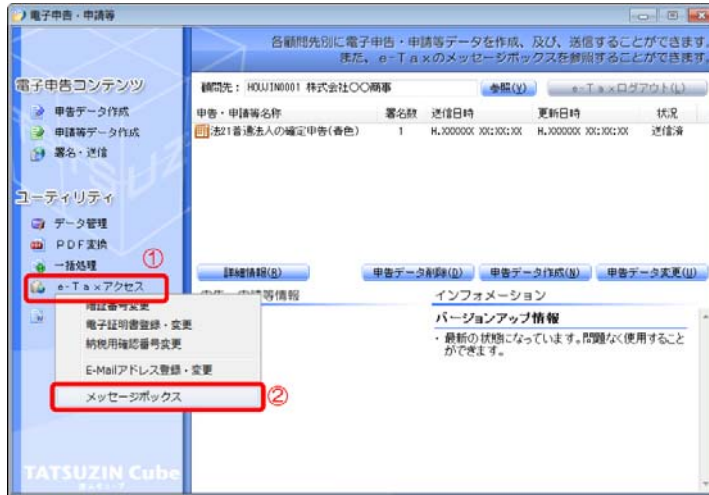 電子申告・申請等
各顧問先別に電子申告・申請等データを作成、及び、送信することができます。
また、e-Taxのメッセージボックスを参照することができます。
電子申告コンテンツ
申告データ作成
申請等データ作成
署名・送信
ユーティリティ
データ管理
PDF変換
一括処理
①
e-Taxアクセス
暗証番号変更
電子証明書登録・変更
納税用確認番号変更
E-Mailアドレス登録・変更
メッセージボックス
②
顧問先: HOUJIN0001 株式会社〇〇商事
参照(V)
e-Taxログアウト(L)
申告・申請等名称 署名数 送信日時 更新日時 状況
法21普通法人の確定申告(青色) 1 H.XXXXXX XX:XX:XX H.XXXXXX XX:XX:XX 送信済
詳細情報(R)
申告データ削除(D)
申告データ作成(N)
申告データ変更(U)
申告・申請等情報
インフォメーション
バージョンアップ情報
・最新の状態になっています。問題なく使用すること
ができます。
TATSUZIN Cube